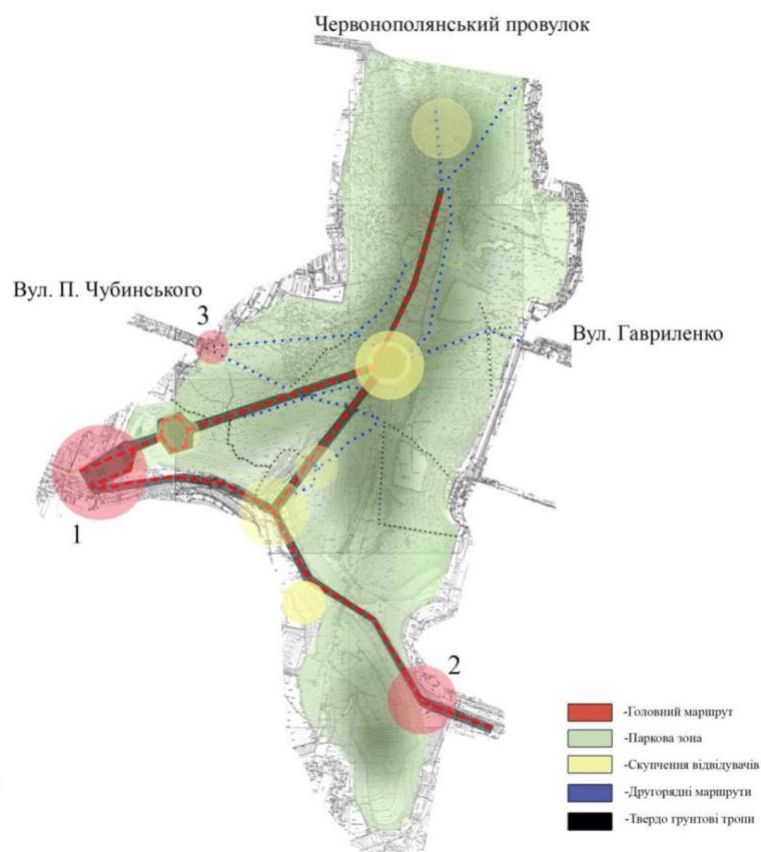 Червонополянський провулок
Вул. П. Чубинського
3
Вул. Гавриленко
1
2
-Головний маршрут
-Паркова зона
-Скупчення відвідувачів
-Другорядні маршрути
-Твердо грунтові тропи